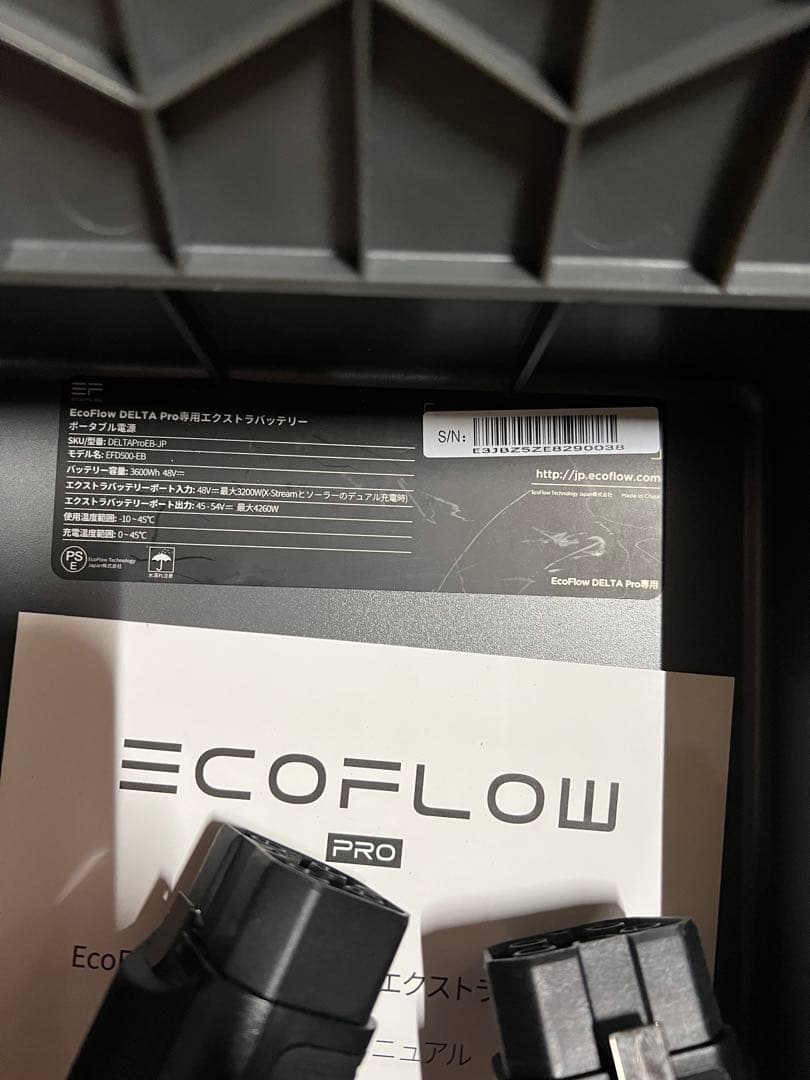 EF
ECOFLOW
EcoFlow DELTA Pro専用エクストラバッテリー
ポータブル電源
SKU/型番: DELTAProEB-JP
モデル名: EFD500-EB
バッテリー容量: 3600Wh 48V⎓
エクストラバッテリーポート入力: 48V⎓最大3200W(X-Streamとソーラーのデュアル充電時)
エクストラバッテリーポート出力: 45 - 54V⎓ 最大4260W
使用温度範囲: -10 ~ 45℃
充電温度範囲: 0 ~ 45℃
PS
E
EcoFlow Technology
Japan株式会社
水濡れ注意
S/N:
E3JBZ5ZE8290038
http://jp.ecoflow.com
EcoFlow Technology Japan株式会社 Made in China
EcoFlow DELTA Pro専用
ECOFLOW
PRO
Eco
エクストラ
ニュアル